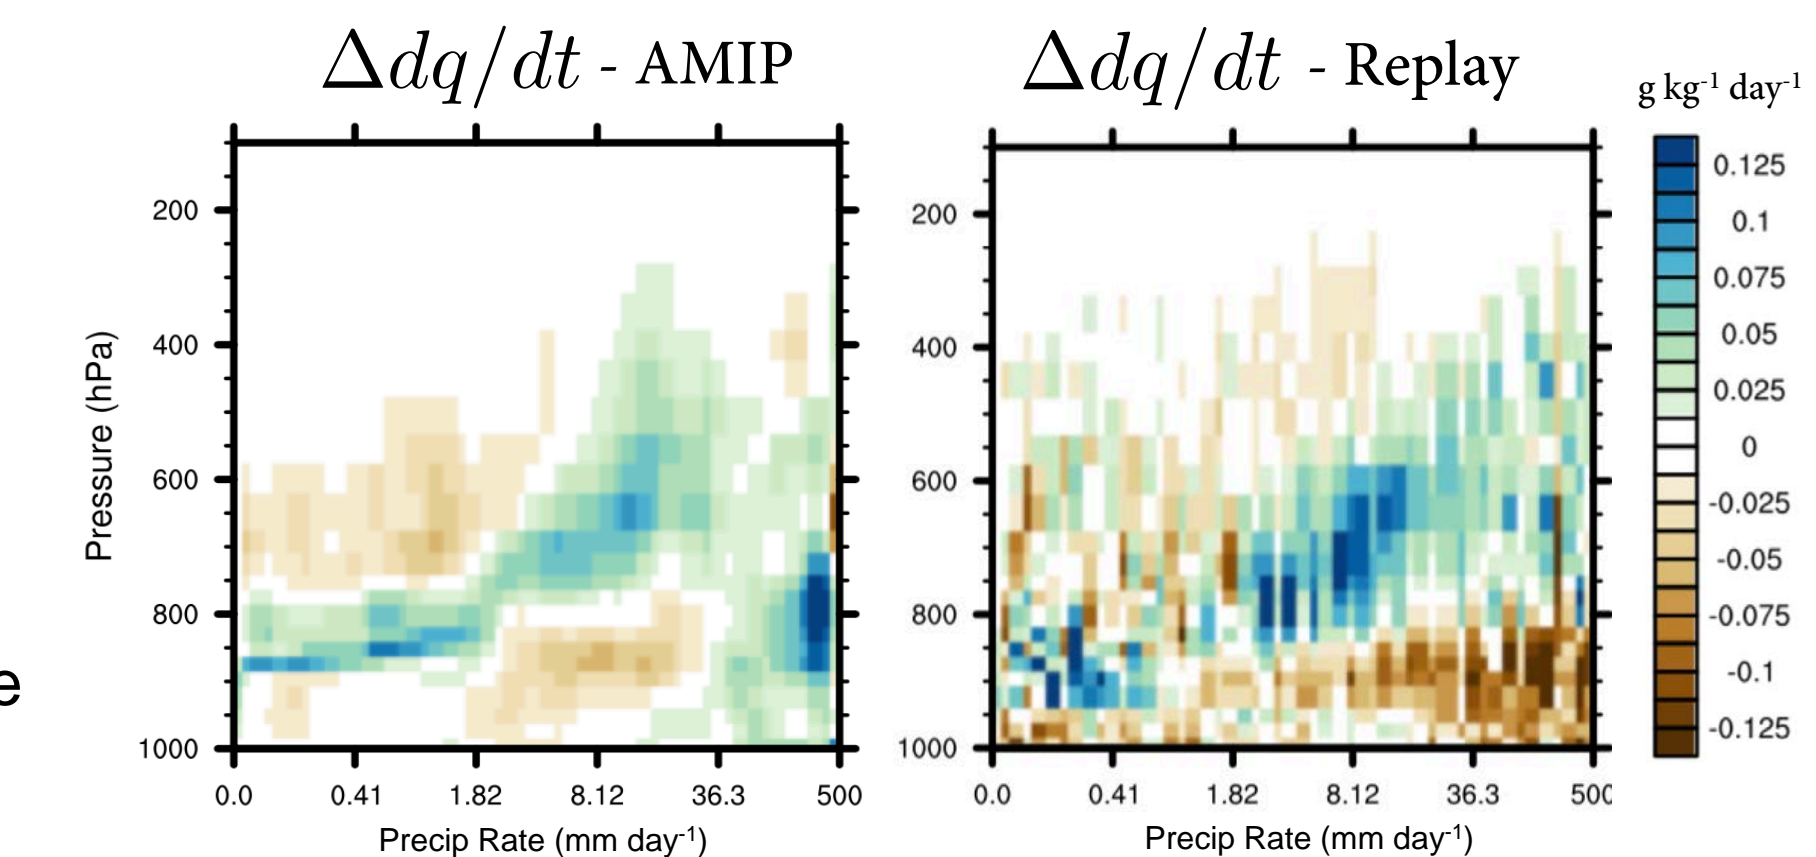 Δdq/dt - AMIP
Δdq/dt - Replay
g kg-1 day-1
Pressure (hPa)
200
400
600
800
1000
0.0 0.41 1.82 8.12 36.3 500
Precip Rate (mm day-1)
200
400
600
800
1000
0.0 0.41 1.82 8.12 36.3 500
Precip Rate (mm day-1)
0.125
0.1
0.075
0.05
0.025
0
-0.025
-0.05
-0.075
-0.1
-0.125
e